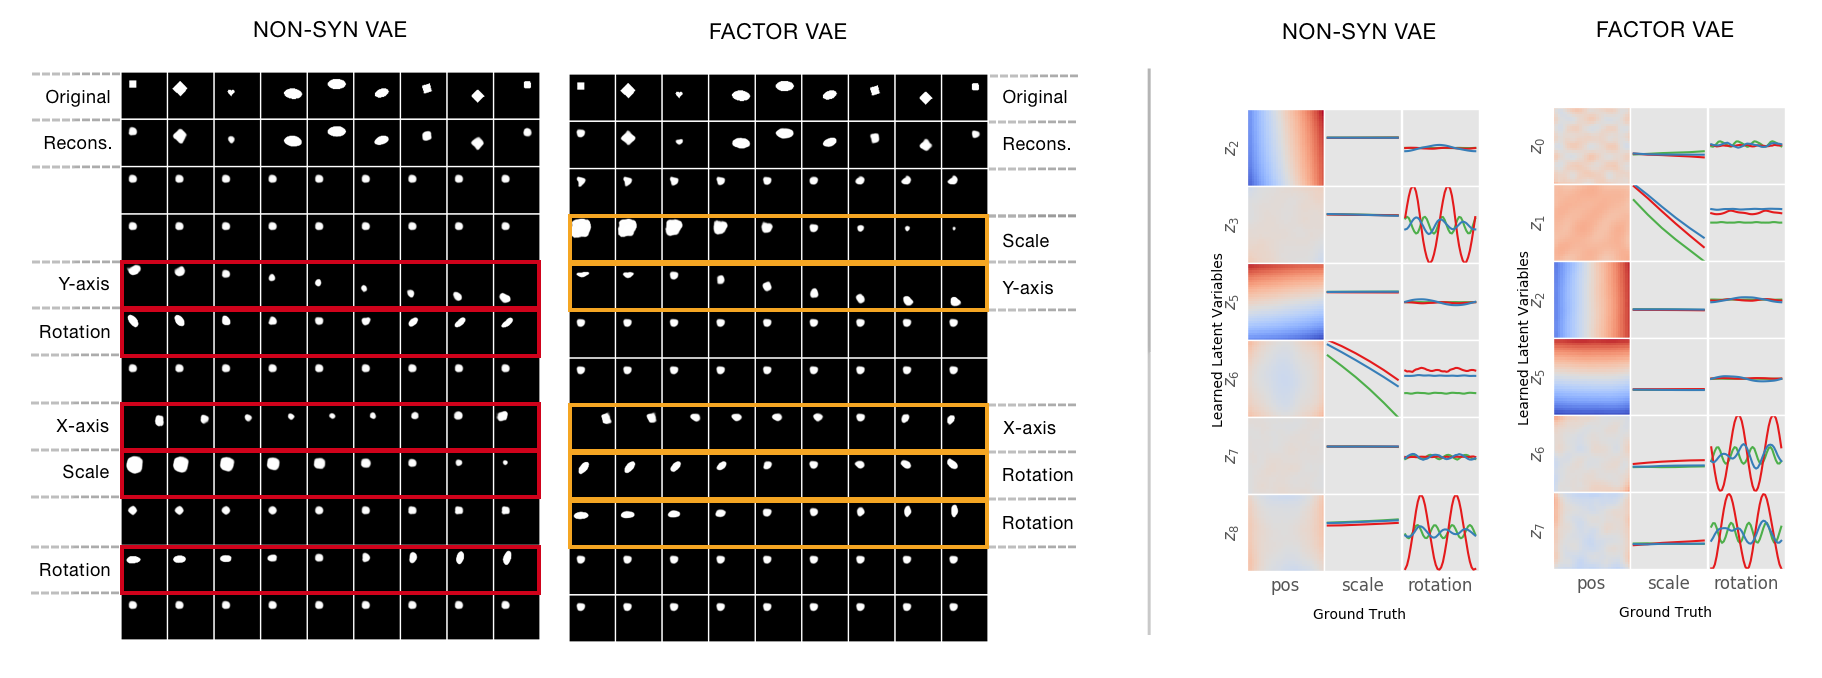 NON-SYN VAE
FACTOR VAE
Original
Recons.
Y-axis
Rotation
X-axis
Scale
Rotation
Original
Recons.
Scale
Y-axis
X-axis
Rotation
Rotation
NON-SYN VAE
FACTOR VAE
Learned Latent Variables
Z2
Z3
Z5
Z6
Z7
Z8
pos scale rotation
Ground Truth
Learned Latent Variables
Z0
Z1
Z2
Z5
Z6
Z7
pos scale rotation
Ground Truth